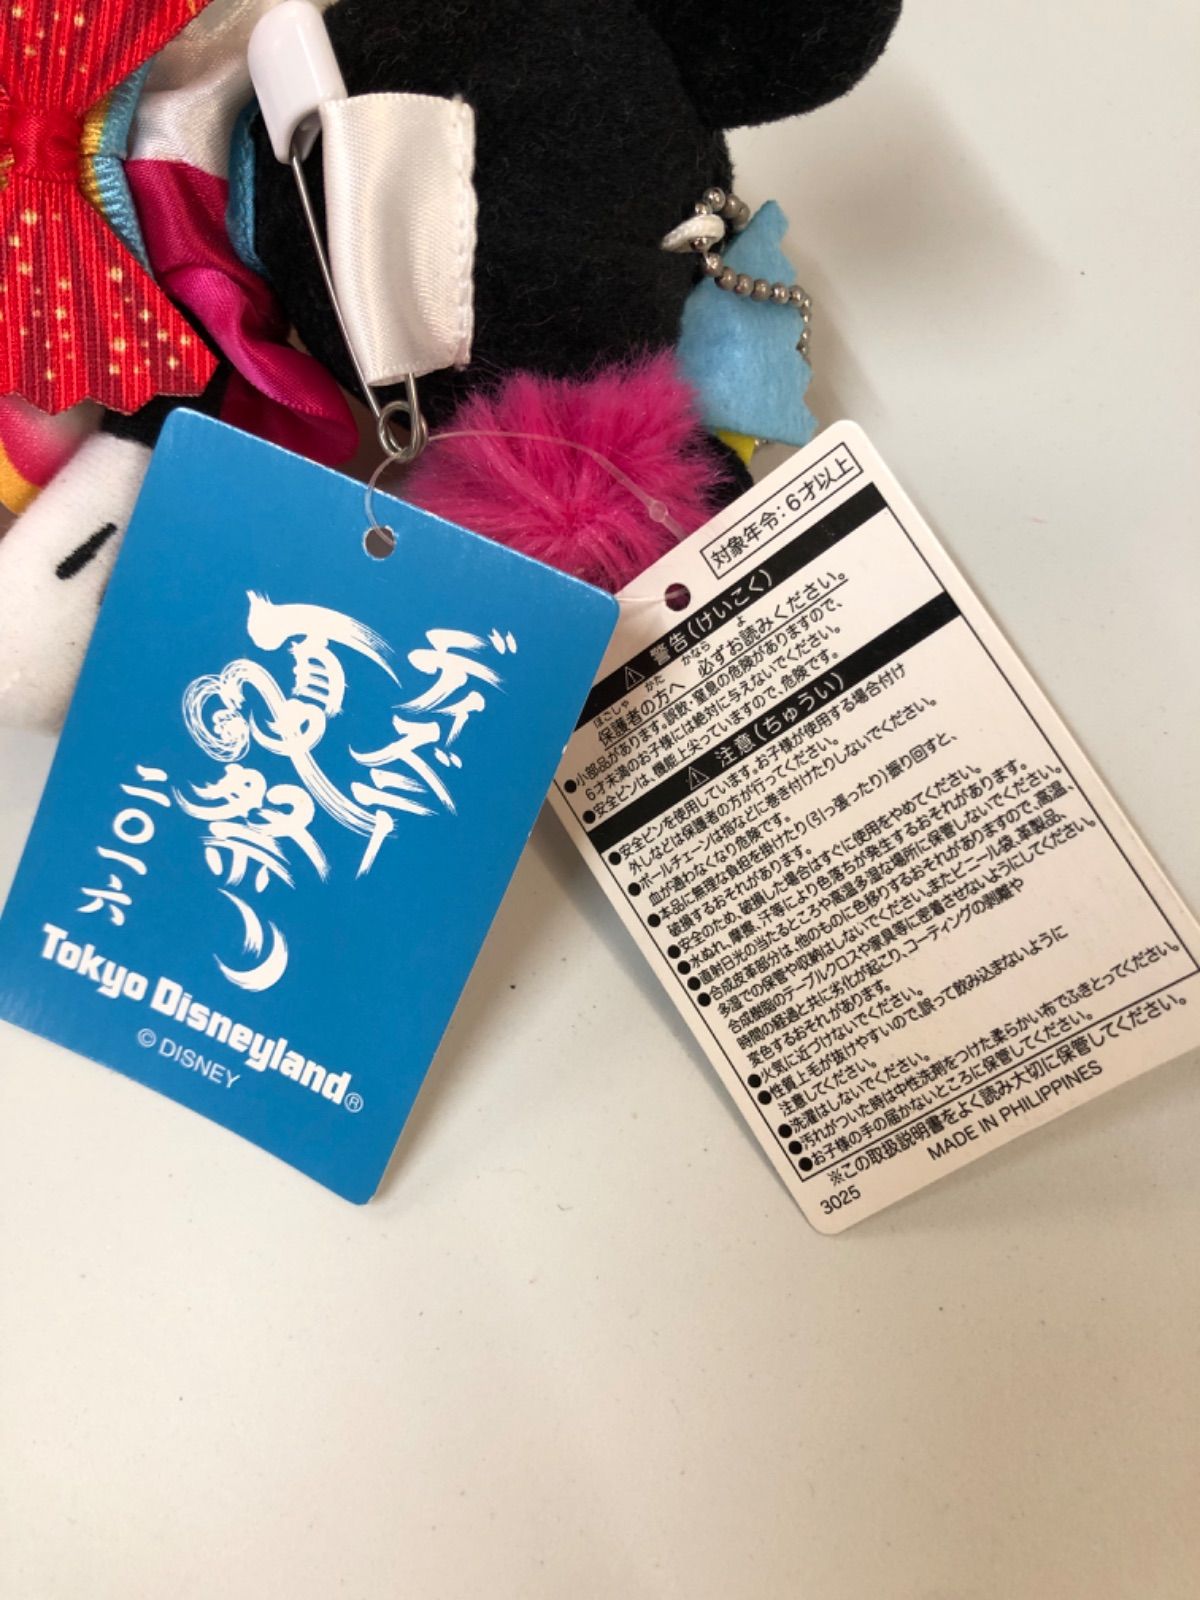 ディズニー
夏祭り
二〇一六
Tokyo Disneyland®
© DISNEY
対象年令：6才以上
⚠ 警告(けいこく)
保護者の方へ 必ずお読みください。
ほごしゃ かた かなら よ
●小部品があります。誤飲・窒息の危険がありますので、
6才未満のお子様には絶対に与えないでください。
●安全ピンは、機能上尖っていますので、危険です。
⚠ 注意(ちゅうい)
●安全ピンを使用しています。お子様が使用する場合付け
外しなどは保護者の方が行ってください。
●ボールチェーンは指などに巻き付けたりしないでください。
血が通わなくなり危険です。
●本品に無理な負担を掛けたり(引っ張ったり)振り回すと、
破損するおそれがあります。
●安全のため、破損した場合はすぐに使用をやめてください。
●水ぬれ、摩擦、汗等により色落ちが発生するおそれがあります。
●直射日光の当たるところや高温多湿な場所に保管しないでください。
●合成皮革部分は、他のものに色移りするおそれがありますので、高温、
多湿での保管や収納はしないでください。またビニール袋、革製品、
合成樹脂のテーブルクロスや家具等に密着させないようにしてください。
時間の経過と共に劣化が起こり、コーティングの剥離や
変色するおそれがあります。
●火気に近づけないでください。
●性質上毛が抜けやすいので、誤って飲み込まないように
注意してください。
●洗濯はしないでください。
●汚れがついた時は中性洗剤をつけた柔らかい布でふきとってください。
●お子様の手の届かないところに保管してください。
※この取扱説明書をよく読み大切に保管してください。
MADE IN PHILIPPINES
3025